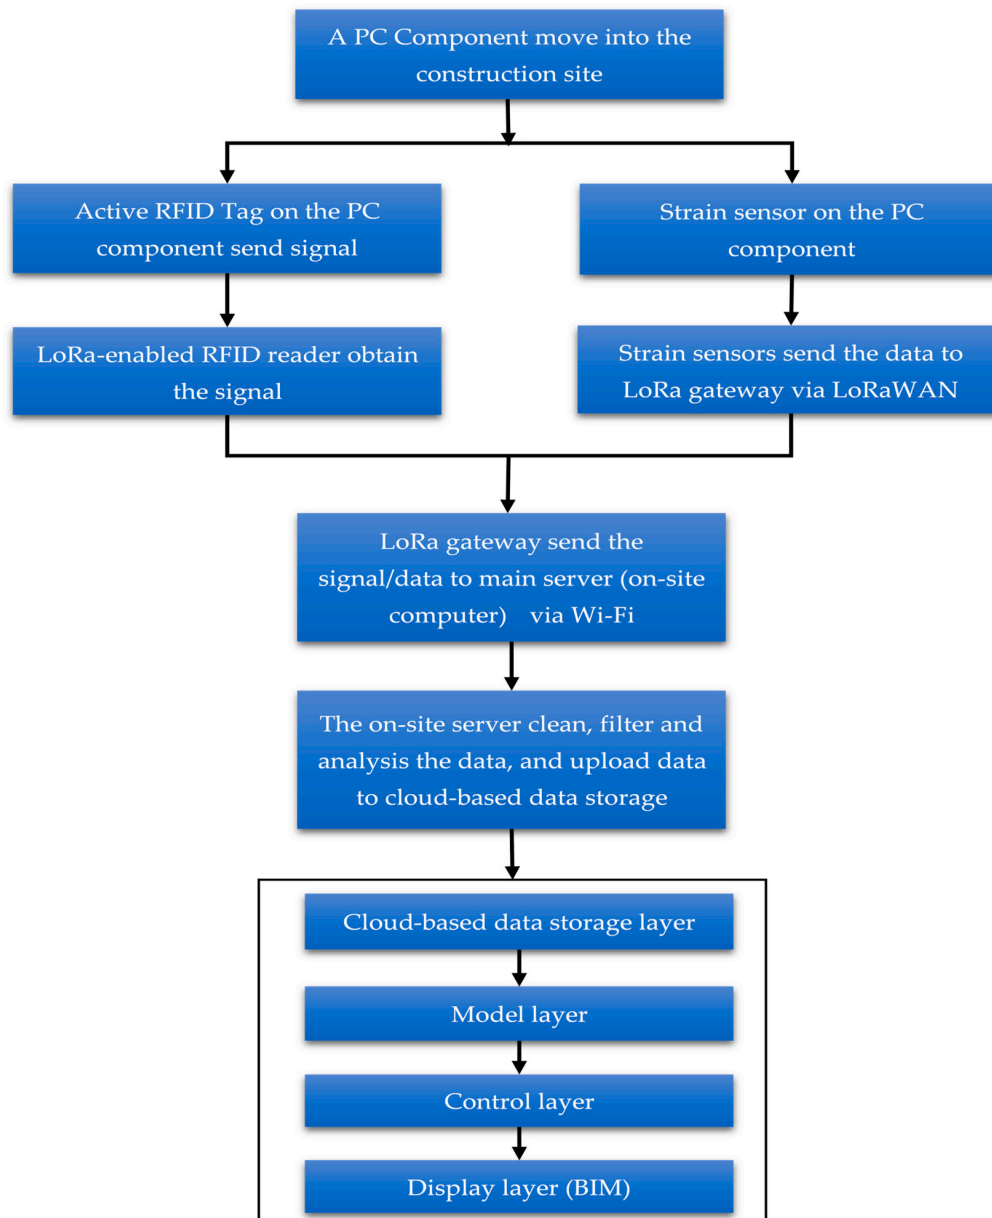 A PC Component move into the
construction site
Active RFID Tag on the PC
component send signal
Strain sensor on the PC
component
LoRa-enabled RFID reader obtain
the signal
Strain sensors send the data to
LoRa gateway via LoRaWAN
LoRa gateway send the
signal/data to main server (on-site
computer) via Wi-Fi
The on-site server clean, filter and
analysis the data, and upload data
to cloud-based data storage
Cloud-based data storage layer
Model layer
Control layer
Display layer (BIM)